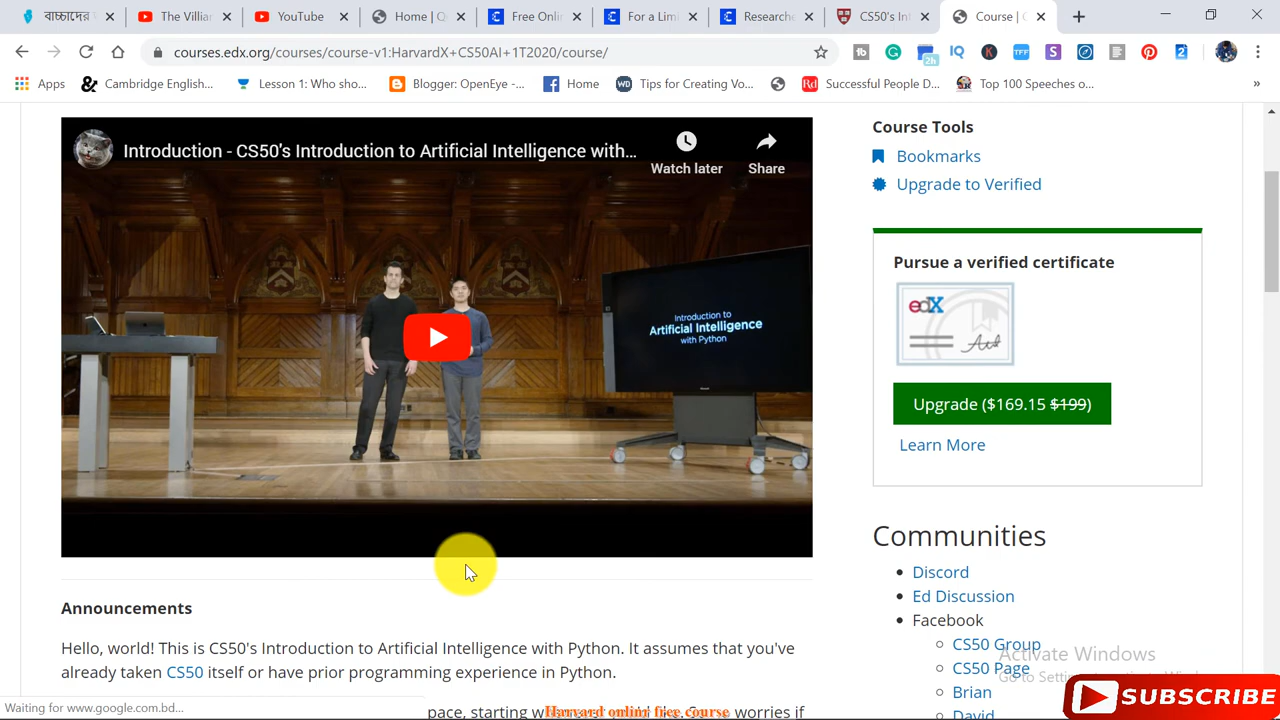 বাচ্চাদের
The Villia
YouTube
Home | Q
Free Onlin
For a Limi
Researche
CS50's Int
Course | C
courses.edx.org/courses/course-v1:HarvardX+CS50AI+1T2020/course/
2h
Apps
Cambridge English...
Lesson 1: Who sho...
Blogger: OpenEye -...
Home
Tips for Creating Vo...
Successful People D...
Top 100 Speeches o...
»
Introduction - CS50's Introduction to Artificial Intelligence with...
Watch later
Share
Introduction to
Artificial Intelligence
with Python
Course Tools
Bookmarks
Upgrade to Verified
Pursue a verified certificate
edX
Upgrade ($169.15 $199)
Learn More
Communities
Discord
Ed Discussion
Facebook
CS50 Group
CS50 Page
Brian
David
Announcements
Hello, world! This is CS50's Introduction to Artificial Intelligence with Python. It assumes that you've
already taken CS50 itself or have prior programming experience in Python.
Activate Windows
Waiting for www.google.com.bd...
Harvard online free course
SUBSCRIBE